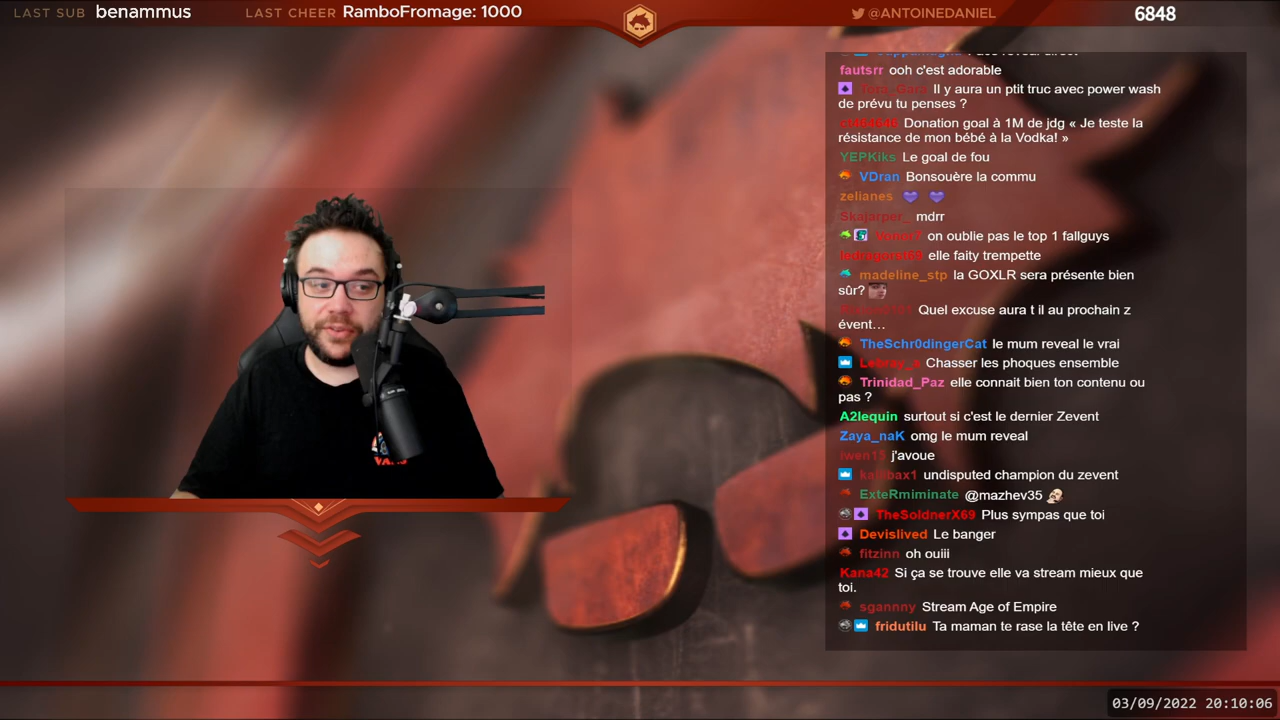 LAST SUB benammus LAST CHEER RamboFromage: 1000 @ANTOINEDANIEL 6848
fautsrr ooh c'est adorable
Il y aura un ptit truc avec power wash
de prévu tu penses ?
Donation goal à 1M de jdg « Je teste la
résistance de mon bébé à la Vodka! »
YEPKiks Le goal de fou
VDran Bonsouère la commu
zelianes
Skajarper_ mdrr
on oublie pas le top 1 fallguys
elle faity trempette
madeline_stp la GOXLR sera présente bien
sûr?
Quel excuse aura t il au prochain z
évent…
TheSchr0dingerCat le mum reveal le vrai
Chasser les phoques ensemble
Trinidad_Paz elle connait bien ton contenu ou
pas ?
A2lequin surtout si c'est le dernier Zevent
Zaya_naK omg le mum reveal
iwen15 j'avoue
undisputed champion du zevent
ExteRmiminate @mazhev35
TheSoldnerX69 Plus sympas que toi
Devislived Le banger
fitzinn oh ouiii
Kana42 Si ça se trouve elle va stream mieux que
toi.
sgannny Stream Age of Empire
fridutilu Ta maman te rase la tête en live ?
03/09/2022 20:10:06